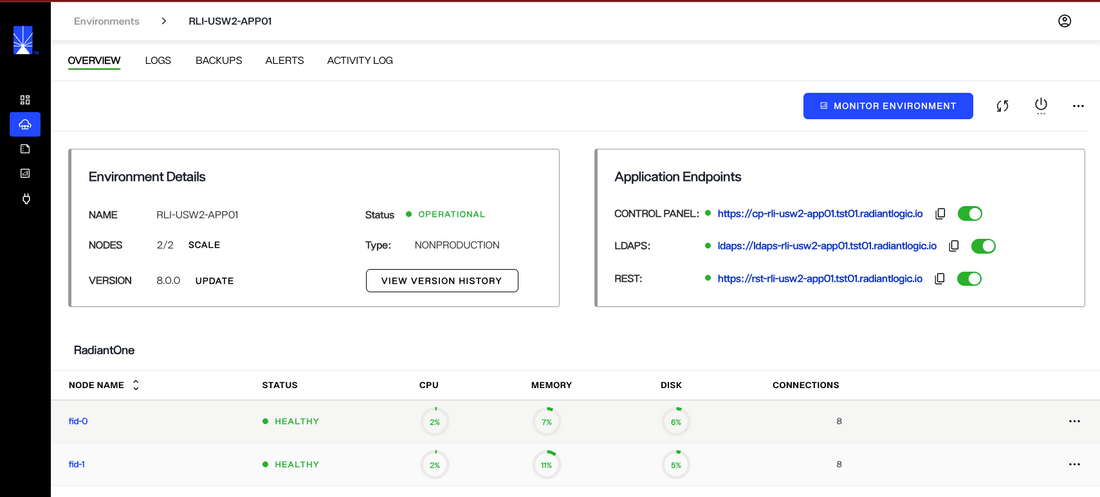 Environments > RLI-USW2-APP01
OVERVIEW LOGS BACKUPS ALERTS ACTIVITY LOG
MONITOR ENVIRONMENT
Environment Details
NAME RLI-USW2-APP01 Status OPERATIONAL
NODES 2/2 SCALE Type: NONPRODUCTION
VERSION 8.0.0 UPDATE VIEW VERSION HISTORY
Application Endpoints
CONTROL PANEL: https://cp-rli-usw2-app01.tst01.radiantlogic.io
LDAPS: ldaps://ldaps-rli-usw2-app01.tst01.radiantlogic.io
REST: https://rst-rli-usw2-app01.tst01.radiantlogic.io
RadiantOne
NODE NAME STATUS CPU MEMORY DISK CONNECTIONS
fid-0 HEALTHY 2% 7% 6% 8
fid-1 HEALTHY 2% 11% 5% 8